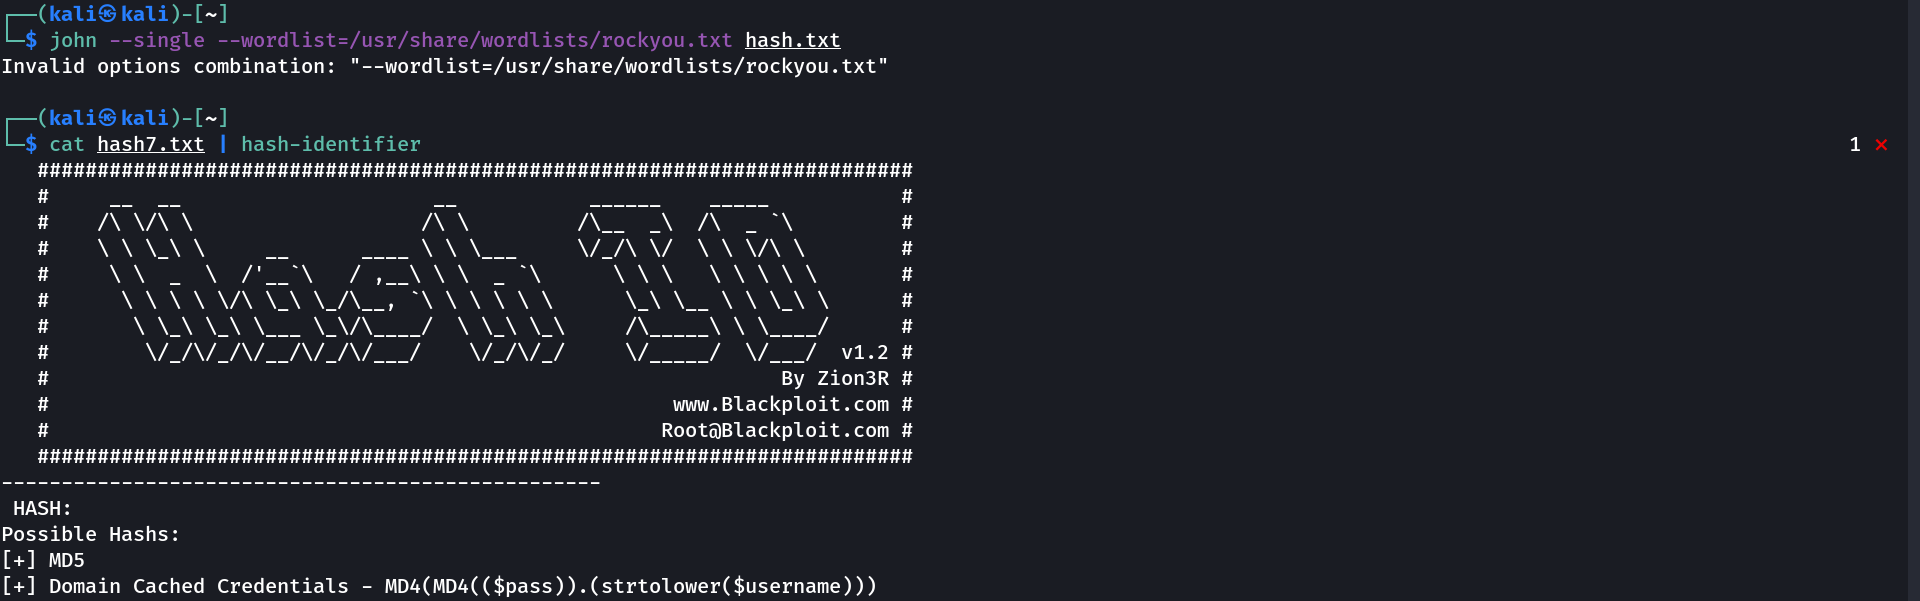 ┌──(kali㉿kali)-[~]
└─$ john --single --wordlist=/usr/share/wordlists/rockyou.txt hash.txt
Invalid options combination: "--wordlist=/usr/share/wordlists/rockyou.txt"
┌──(kali㉿kali)-[~]
└─$ cat hash7.txt | hash-identifier 1 ⨯
   #########################################################################
   #     __  __                     __           ______    _____           #
   #    /\ \/\ \                   /\ \         /\__  _\  /\  _ `\         #
   #    \ \ \_\ \     __      ____ \ \ \___     \/_/\ \/  \ \ \/\ \        #
   #     \ \  _  \  /'__`\   / ,__\ \ \  _ `\      \ \ \   \ \ \ \ \       #
   #      \ \ \ \ \/\ \_\ \_/\__, `\ \ \ \ \ \      \_\ \__ \ \ \_\ \      #
   #       \ \_\ \_\ \___ \_\/\____/  \ \_\ \_\     /\_____\ \ \____/      #
   #        \/_/\/_/\/__/\/_/\/___/    \/_/\/_/     \/_____/  \/___/  v1.2 #
   #                                                             By Zion3R #
   #                                                    www.Blackploit.com #
   #                                                   Root@Blackploit.com #
   #########################################################################
--------------------------------------------------
 HASH:
Possible Hashs:
[+] MD5
[+] Domain Cached Credentials - MD4(MD4(($pass)).(strtolower($username)))